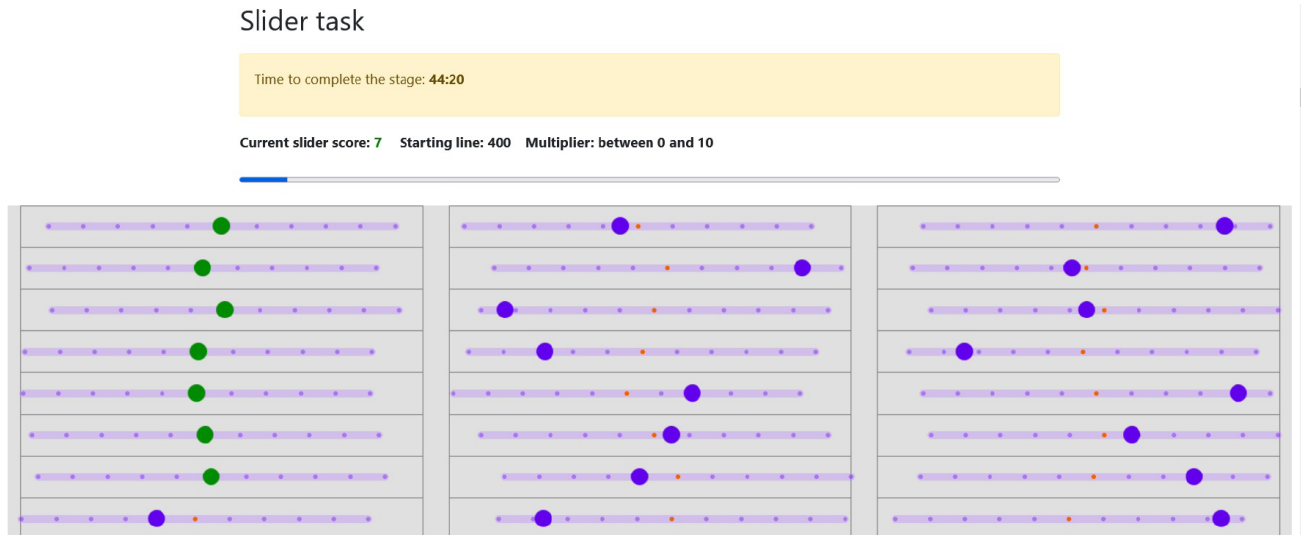 Slider task
Time to complete the stage: 44:20
Current slider score: 7 Starting line: 400 Multiplier: between 0 and 10